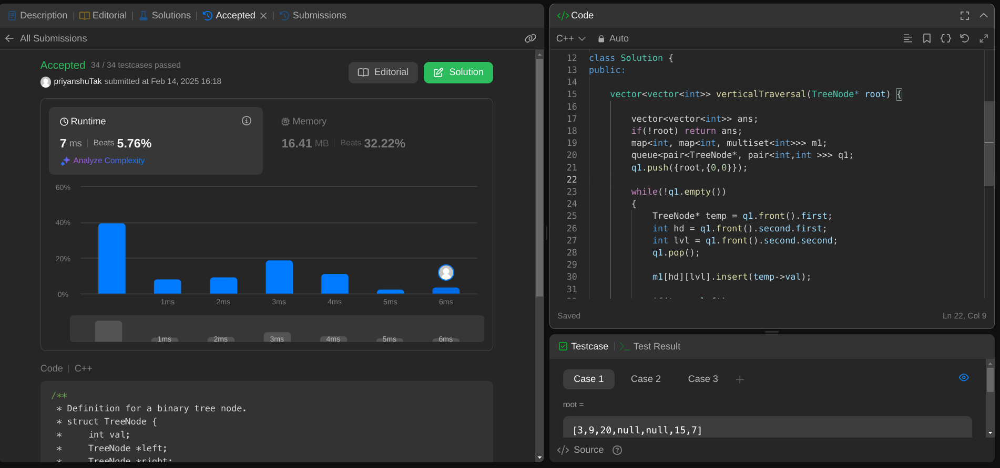 Description | Editorial | Solutions | Accepted | Submissions
All Submissions
Accepted 34 / 34 testcases passed
priyanshuTak submitted at Feb 14, 2025 16:18
Editorial
Solution
Runtime
7 ms | Beats 5.76%
Analyze Complexity
Memory
16.41 MB | Beats 32.22%
60%
40%
20%
0%
1ms 2ms 3ms 4ms 5ms 6ms
1ms 2ms 3ms 4ms 5ms 6ms
Code | C++
/**
 * Definition for a binary tree node.
 * struct TreeNode {
 *     int val;
 *     TreeNode *left;
 *     TreeNode *right;
</> Code
C++ Auto
12 class Solution {
13 public:
14
15     vector<vector<int>> verticalTraversal(TreeNode* root) {
16
17         vector<vector<int>> ans;
18         if(!root) return ans;
19         map<int, map<int, multiset<int>>> m1;
20         queue<pair<TreeNode*, pair<int,int >>> q1;
21         q1.push({root,{0,0}});
22
23         while(!q1.empty())
24         {
25             TreeNode* temp = q1.front().first;
26             int hd = q1.front().second.first;
27             int lvl = q1.front().second.second;
28             q1.pop();
29
30             m1[hd][lvl].insert(temp->val);
31
Saved
Ln 22, Col 9
Testcase | Test Result
Case 1 Case 2 Case 3 +
root =
[3,9,20,null,null,15,7]
</> Source ?